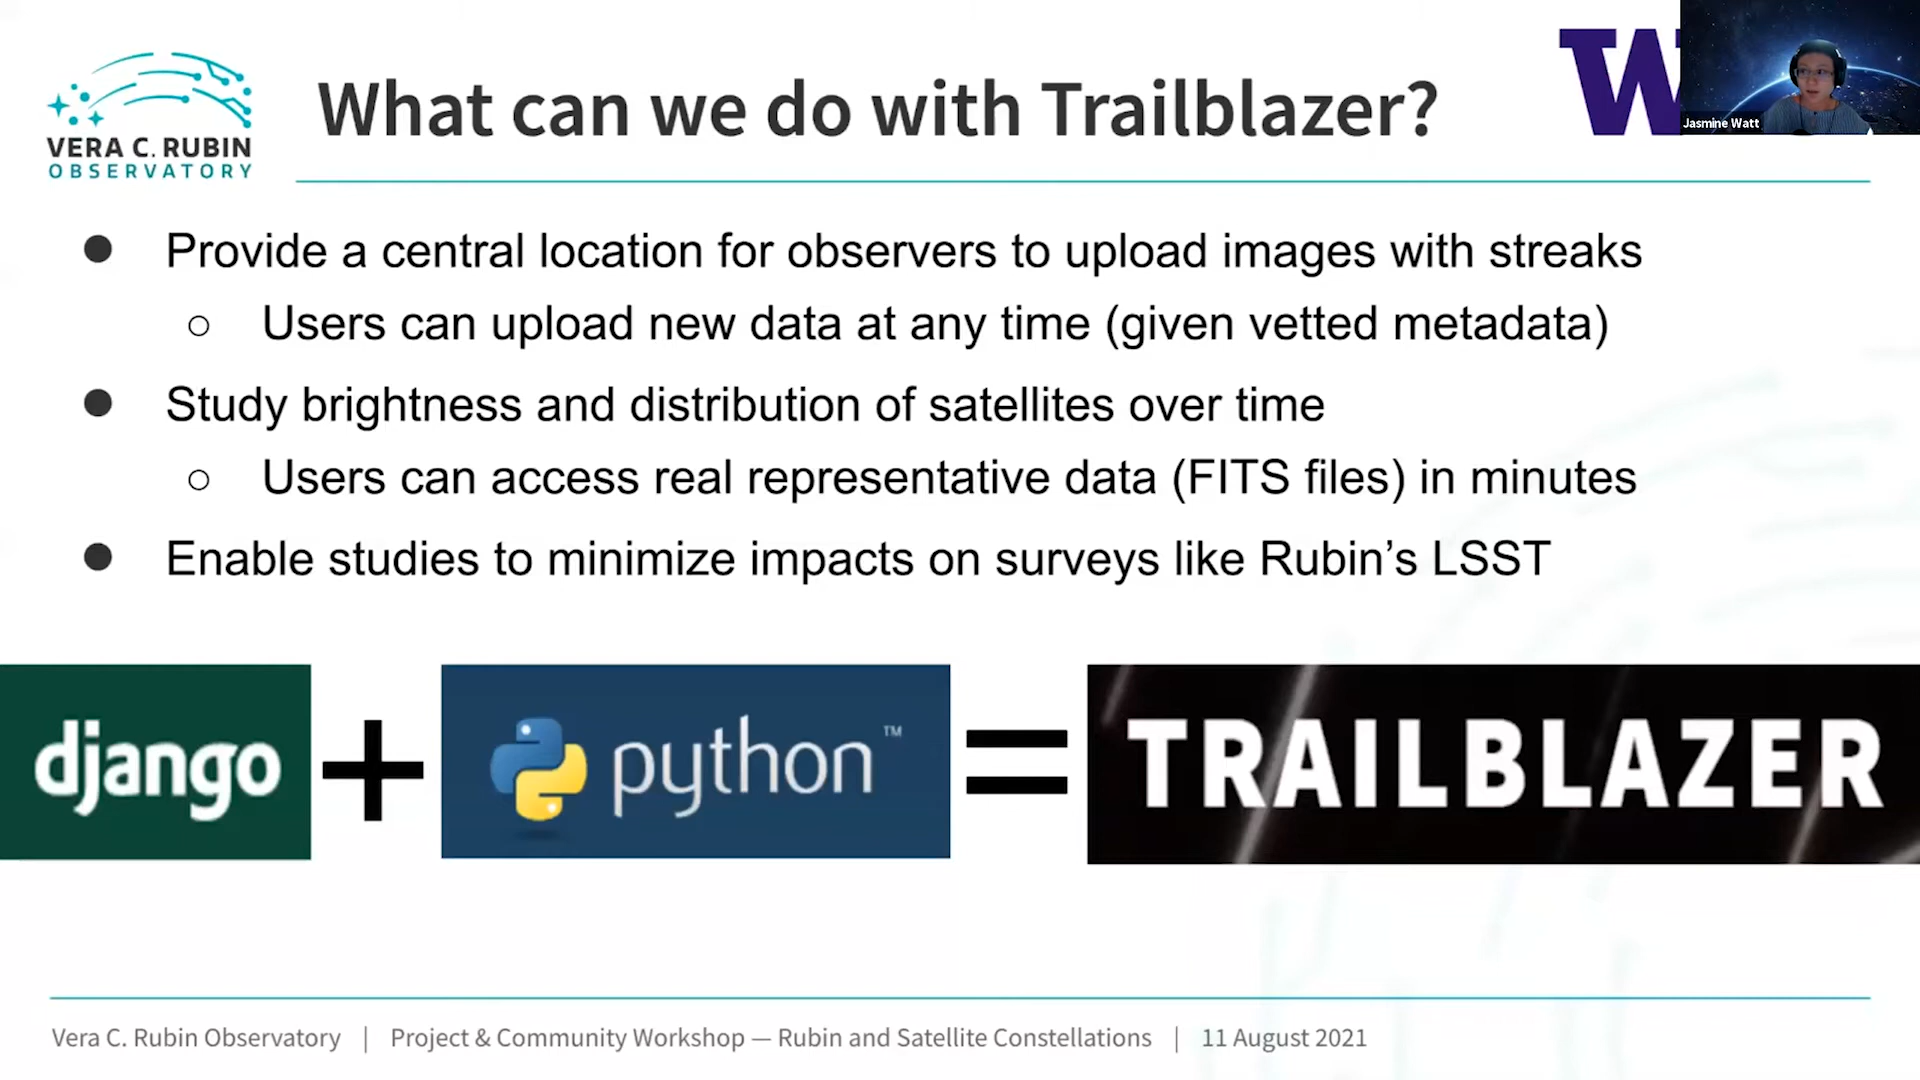 VERA C. RUBIN
OBSERVATORY
What can we do with Trailblazer?
W
Jasmine Watt
● Provide a central location for observers to upload images with streaks
○ Users can upload new data at any time (given vetted metadata)
● Study brightness and distribution of satellites over time
○ Users can access real representative data (FITS files) in minutes
● Enable studies to minimize impacts on surveys like Rubin’s LSST
django + python™ = TRAILBLAZER
Vera C. Rubin Observatory | Project & Community Workshop — Rubin and Satellite Constellations | 11 August 2021